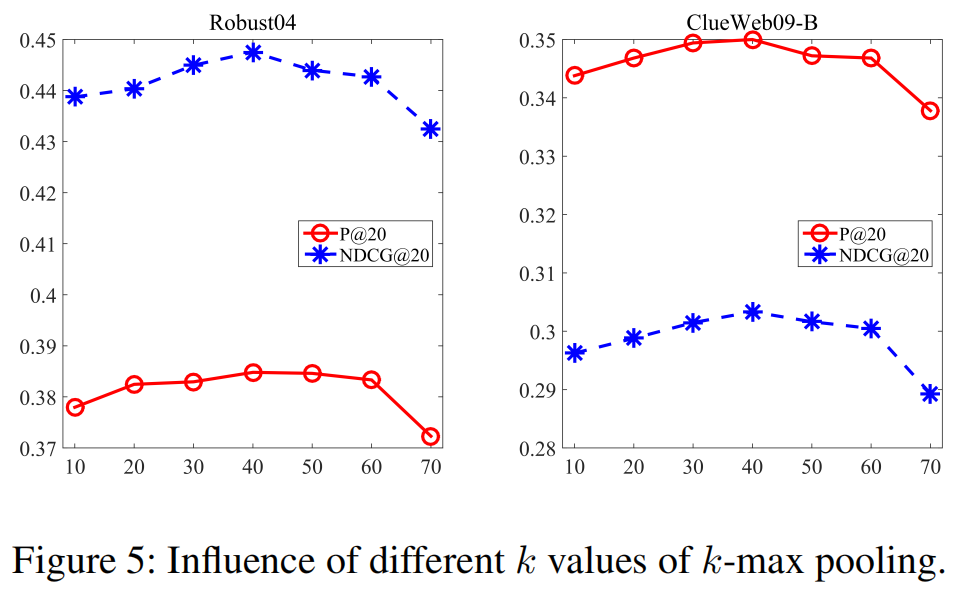 Robust04
0.45
0.44
0.43
0.42
0.41
0.4
0.39
0.38
0.37
10 20 30 40 50 60 70
P@20
NDCG@20
ClueWeb09-B
0.35
0.34
0.33
0.32
0.31
0.3
0.29
0.28
10 20 30 40 50 60 70
P@20
NDCG@20
Figure 5: Influence of different k values of k-max pooling.